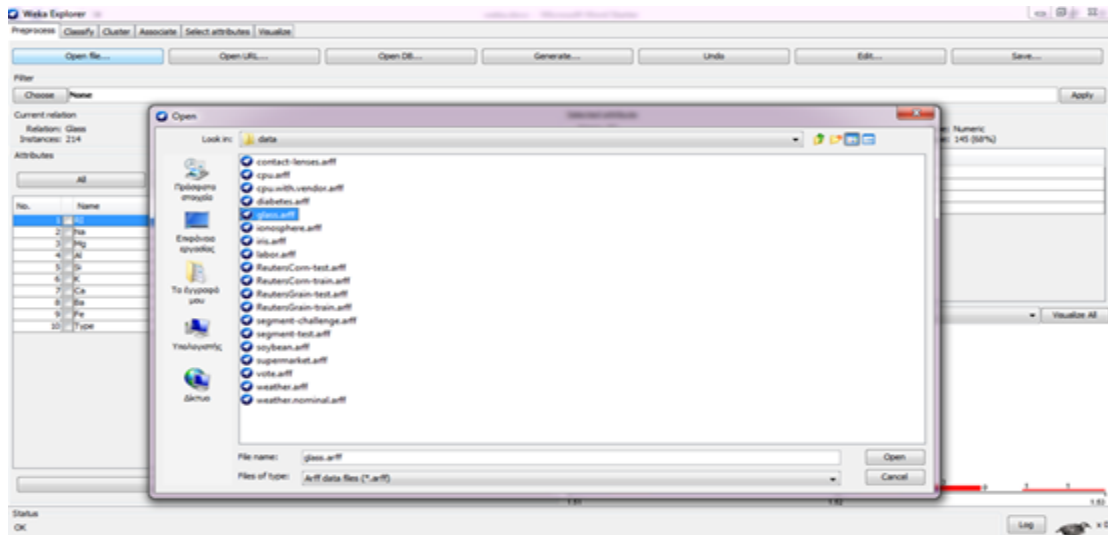 Weka Explorer
Preprocess Classify Cluster Associate Select attributes Visualize
Open file... Open URL... Open DB... Generate... Undo Edit... Save...
Filter
Choose None Apply
Current relation
Relation: Glass
Instances: 214
Numeric
145 (68%)
Attributes
All
No. Name
1 RI
2 Na
3 Mg
4 Al
5 Si
6 K
7 Ca
8 Ba
9 Fe
10 Type
Visualize All
Open
Look in: data
Πρόσφατα στοιχεία
Επιφάνεια εργασίας
Τα έγγραφά μου
Υπολογιστής
Δίκτυο
contact-lenses.arff
cpu.arff
cpu.with.vendor.arff
diabetes.arff
glass.arff
ionosphere.arff
iris.arff
labor.arff
ReutersCorn-test.arff
ReutersCorn-train.arff
ReutersGrain-test.arff
ReutersGrain-train.arff
segment-challenge.arff
segment-test.arff
soybean.arff
supermarket.arff
vote.arff
weather.arff
weather.nominal.arff
File name: glass.arff Open
Files of type: Arff data files (*.arff) Cancel
Status
OK
Log x 0